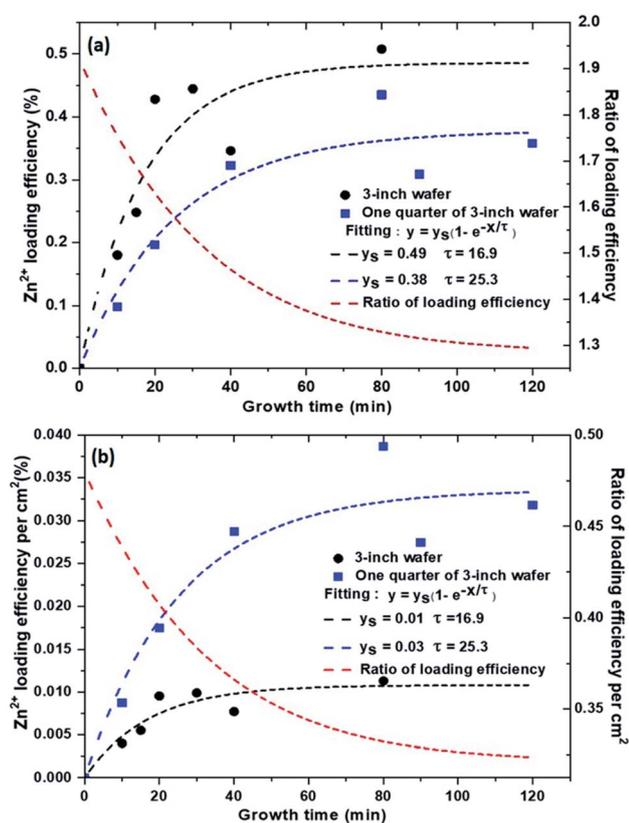 (a)
Zn²⁺ loading efficiency (%)
0.5
0.4
0.3
0.2
0.1
0.0
2.0
1.9
1.8
1.7
1.6
1.5
1.4
1.3
Ratio of loading efficiency
3-inch wafer
One quarter of 3-inch wafer
Fitting : y = yₛ(1- e⁻ˣ/τ )
yₛ = 0.49 τ = 16.9
yₛ = 0.38 τ = 25.3
Ratio of loading efficiency
0 20 40 60 80 100 120
Growth time (min)
(b)
Zn²⁺ loading efficiency per cm²(%)
0.040
0.035
0.030
0.025
0.020
0.015
0.010
0.005
0.000
0.50
0.45
0.40
0.35
Ratio of loading efficiency per cm²
3-inch wafer
One quarter of 3-inch wafer
Fitting : y = yₛ(1- e⁻ˣ/τ )
yₛ = 0.01 τ =16.9
yₛ = 0.03 τ = 25.3
Ratio of loading efficiency
0 20 40 60 80 100 120
Growth time (min)